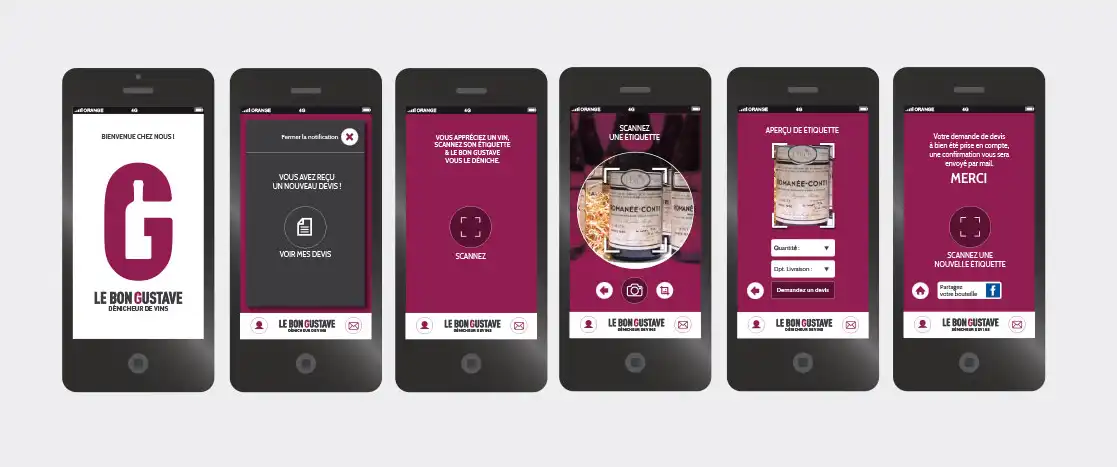 ORANGE 4G
BIENVENUE CHEZ NOUS !
LE BON GUSTAVE
DÉNICHEUR DE VINS
ORANGE 4G
Fermer la notification
VOUS AVEZ REÇU
UN NOUVEAU DEVIS !
VOIR MES DEVIS
LE BON GUSTAVE
DÉNICHEUR DE VINS
ORANGE 4G
VOUS APPRÉCIEZ UN VIN,
SCANNEZ SON ÉTIQUETTE
& LE BON GUSTAVE
VOUS LE DÉNICHE.
SCANNEZ
LE BON GUSTAVE
DÉNICHEUR DE VINS
ORANGE 4G
SCANNEZ
UNE ÉTIQUETTE
ROMANÉE-CONTI
LE BON GUSTAVE
DÉNICHEUR DE VINS
ORANGE 4G
APERÇU DE ÉTIQUETTE
ROMANÉE-CONTI
Quantité :
Dpt. Livraison :
Demandez un devis
LE BON GUSTAVE
DÉNICHEUR DE VINS
ORANGE 4G
Votre demande de devis
à bien été prise en compte,
une confirmation vous sera
envoyé par mail.
MERCI
SCANNEZ UNE
NOUVELLE ÉTIQUETTE
Partagez
votre bouteille
f
LE BON GUSTAVE
DÉNICHEUR DE VINS